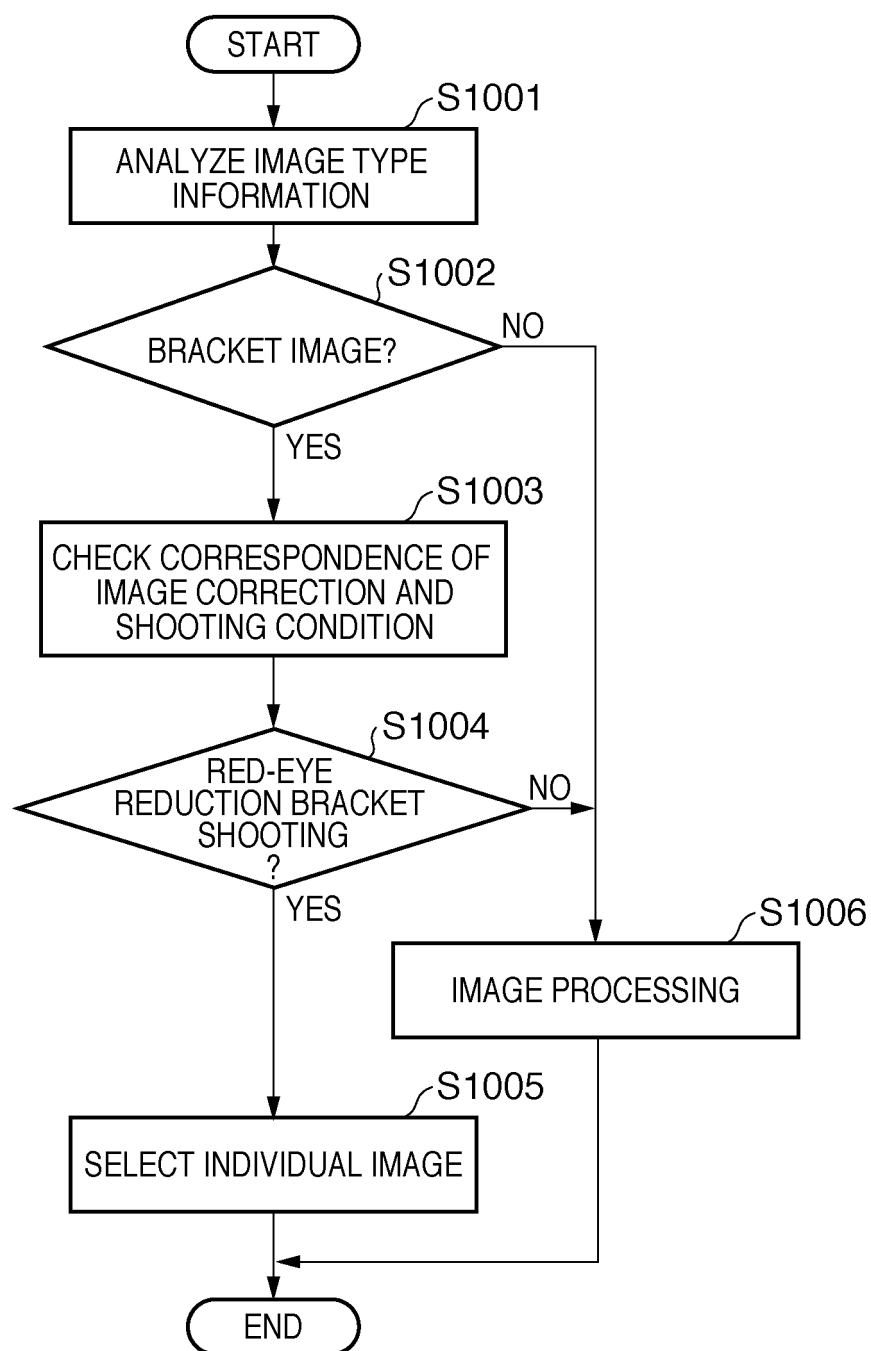 START
S1001
ANALYZE IMAGE TYPE
INFORMATION
S1002
BRACKET IMAGE?
NO
YES
S1003
CHECK CORRESPONDENCE OF
IMAGE CORRECTION AND
SHOOTING CONDITION
S1004
RED-EYE
REDUCTION BRACKET
SHOOTING
?
NO
YES
S1006
IMAGE PROCESSING
S1005
SELECT INDIVIDUAL IMAGE
END